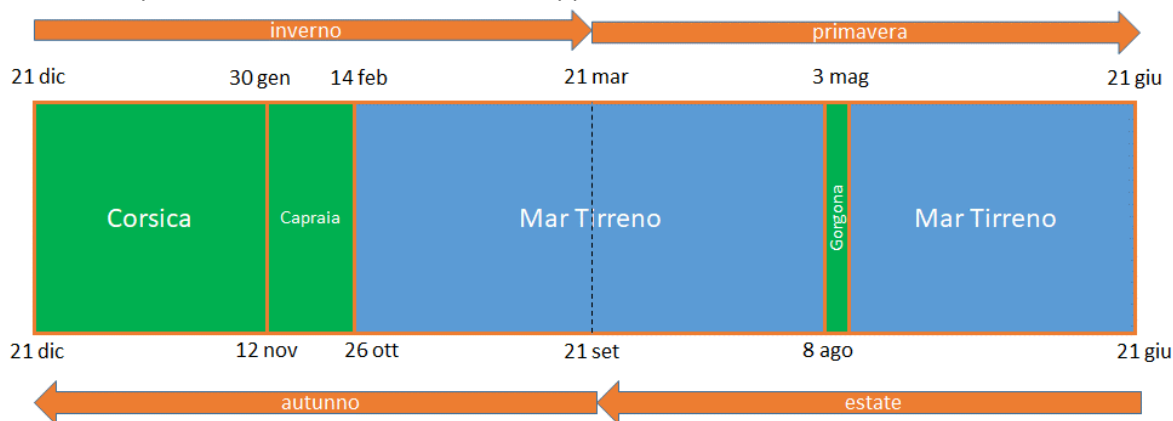 inverno
primavera
21 dic
30 gen
14 feb
21 mar
3 mag
21 giu
Corsica
Capraia
Mar Tirreno
Gorgona
Mar Tirreno
21 dic
12 nov
26 ott
21 set
8 ago
21 giu
autunno
estate